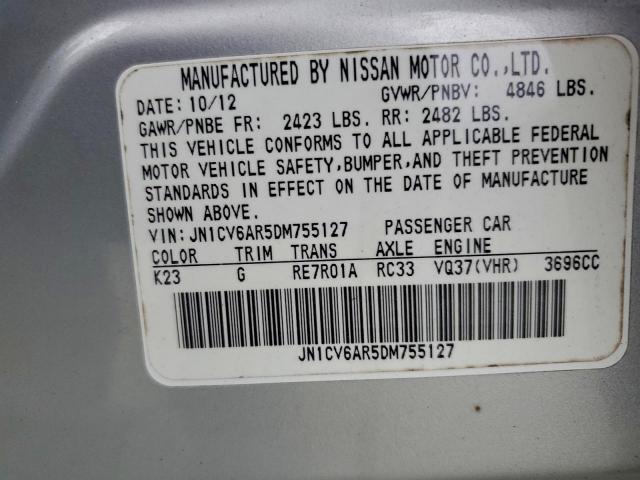 MANUFACTURED BY NISSAN MOTOR CO.,LTD.
DATE: 10/12 GVWR/PNBV: 4846 LBS.
GAWR/PNBE FR: 2423 LBS. RR: 2482 LBS.
THIS VEHICLE CONFORMS TO ALL APPLICABLE FEDERAL
MOTOR VEHICLE SAFETY,BUMPER,AND THEFT PREVENTION
STANDARDS IN EFFECT ON THE DATE OF MANUFACTURE
SHOWN ABOVE.
VIN:JN1CV6AR5DM755127 PASSENGER CAR
COLOR TRIM TRANS AXLE ENGINE
K23 G RE7R01A RC33 VQ37(VHR) 3696CC
JN1CV6AR5DM755127